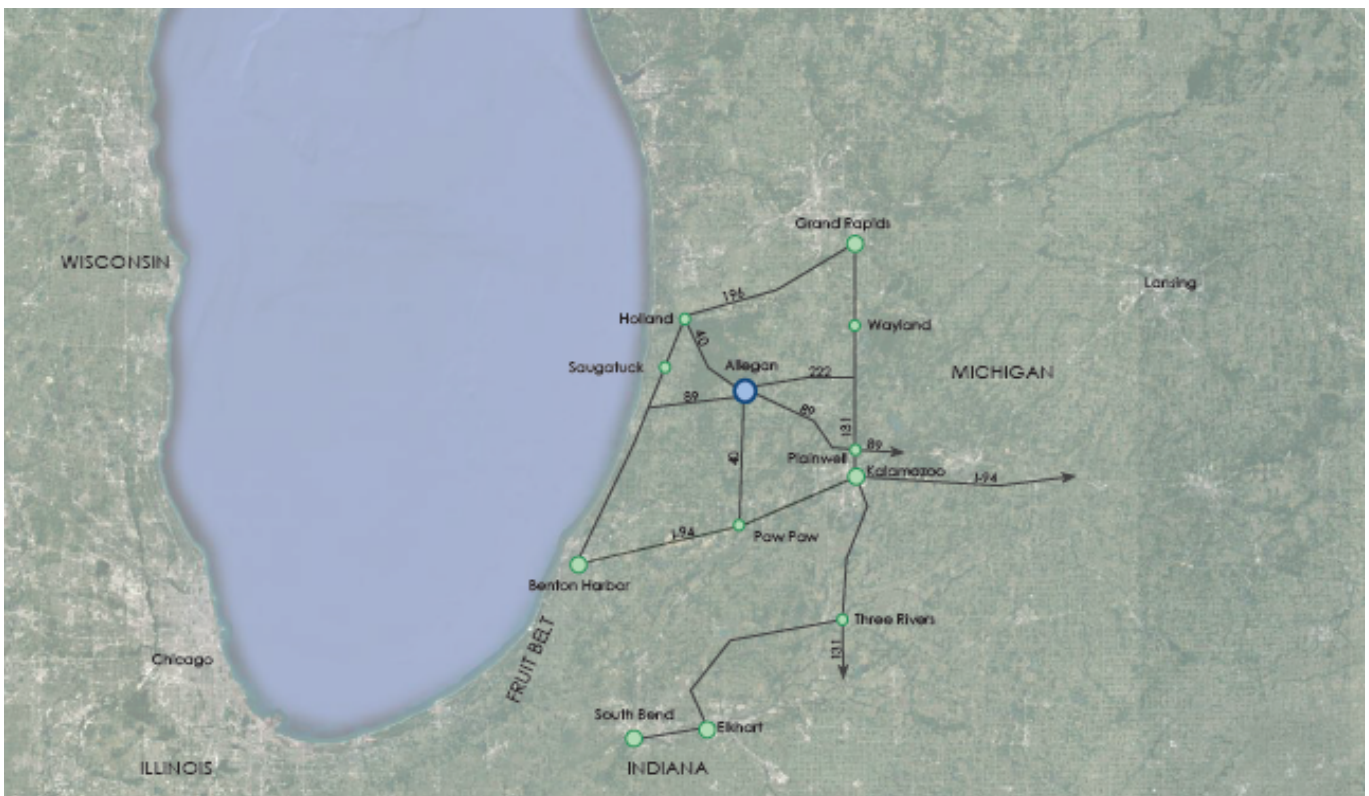 Grand Rapids
WISCONSIN
Lansing
196
Holland
Wayland
40
Saugatuck
Allegan
222
MICHIGAN
89
89
131
89
40
Plainwell
Kalamazoo
I-94
I-94
Paw Paw
Benton Harbor
Three Rivers
FRUIT BELT
131
Chicago
South Bend
Elkhart
ILLINOIS
INDIANA